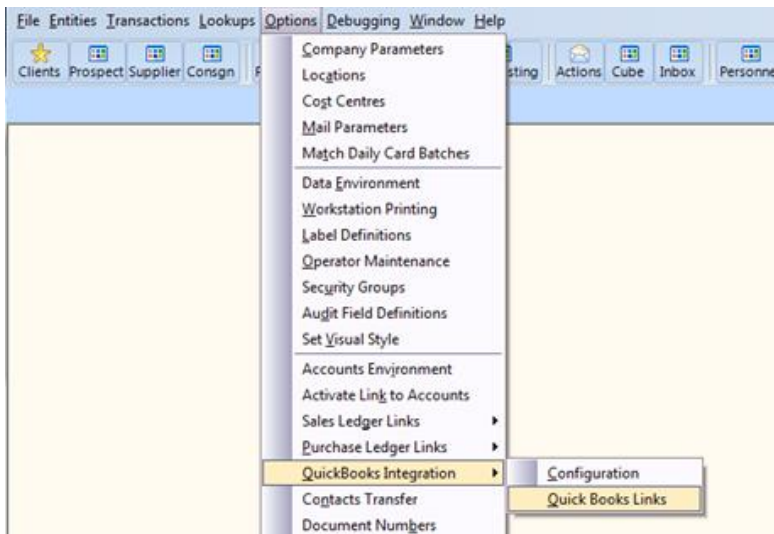 File Entities Transactions Lookups Options Debugging Window Help
Clients Prospect Supplier Consgn
Actions Cube Inbox
Company Parameters
Locations
Cost Centres
Mail Parameters
Match Daily Card Batches
Data Environment
Workstation Printing
Label Definitions
Operator Maintenance
Security Groups
Audit Field Definitions
Set Visual Style
Accounts Environment
Activate Link to Accounts
Sales Ledger Links
Purchase Ledger Links
QuickBooks Integration
Configuration
Quick Books Links
Contacts Transfer
Document Numbers